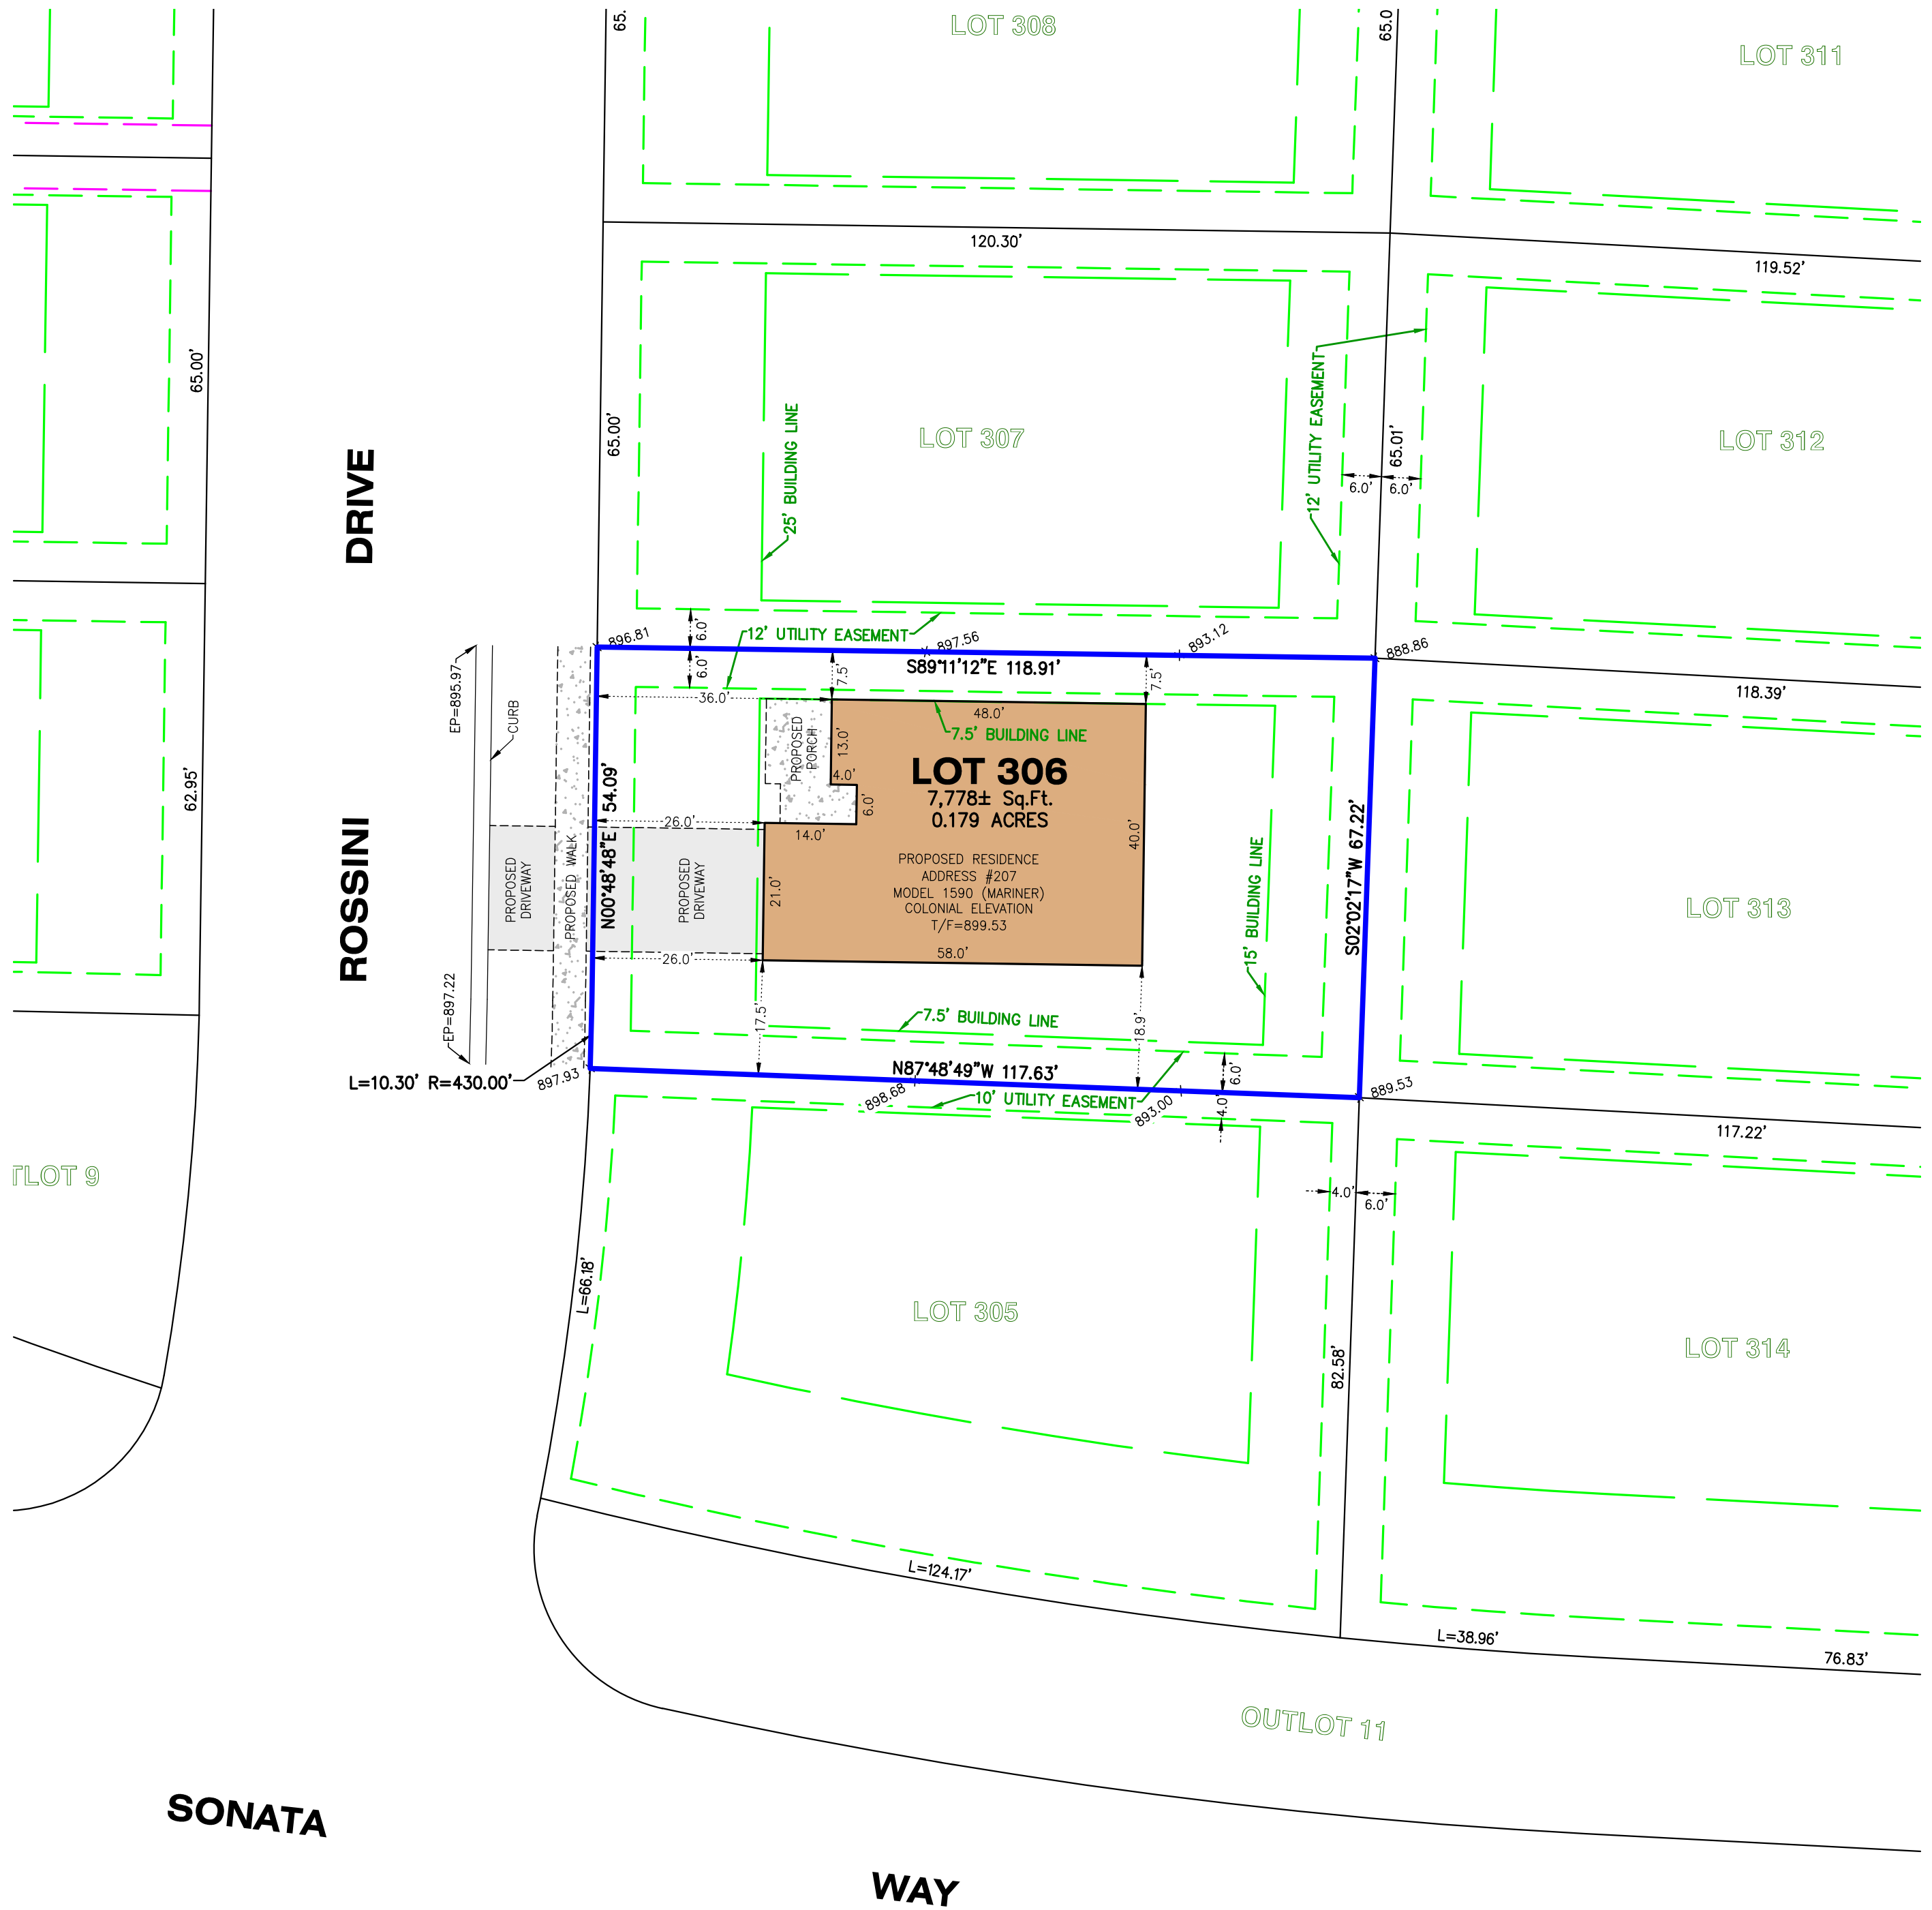 65.
LOT 308
65.0
LOT 311
120.30'
119.52'
65.00'
DRIVE
65.00'
25' BUILDING LINE
LOT 307
12' UTILITY EASEMENT
65.01'
6.0'
6.0'
LOT 312
896.81
6.0'
6.0'
12' UTILITY EASEMENT
897.56
893.12
888.86
S89°11'12"E 118.91'
7.5'
7.5'
118.39'
EP=895.97
CURB
36.0'
48.0'
7.5' BUILDING LINE
PROPOSED
PORCH
13.0'
4.0'
6.0'
LOT 306
7,778± Sq.Ft.
0.179 ACRES
62.95'
ROSSINI
N00°48'48"E 54.09'
26.0'
14.0'
40.0'
S02°02'17"W 67.22'
PROPOSED
DRIVEWAY
PROPOSED WALK
PROPOSED
DRIVEWAY
21.0'
PROPOSED RESIDENCE
ADDRESS #207
MODEL 1590 (MARINER)
COLONIAL ELEVATION
T/F=899.53
15' BUILDING LINE
LOT 313
26.0'
58.0'
EP=897.22
17.5'
7.5' BUILDING LINE
18.9'
L=10.30' R=430.00'
897.93
N87°48'49"W 117.63'
898.68
10' UTILITY EASEMENT
893.00
6.0'
4.0'
889.53
117.22'
TLOT 9
4.0'
6.0'
L=66.18'
LOT 305
82.58'
LOT 314
L=124.17'
L=38.96'
76.83'
OUTLOT 11
SONATA
WAY